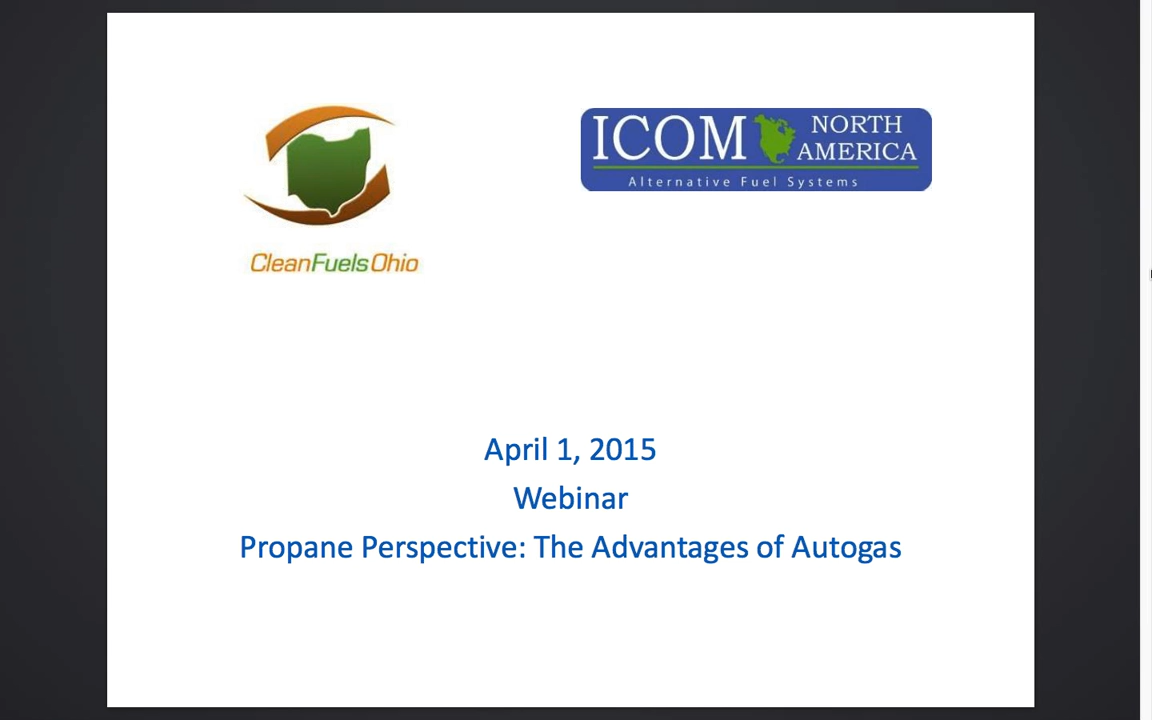 CleanFuelsOhio
ICOM NORTH AMERICA
Alternative Fuel Systems
April 1, 2015
Webinar
Propane Perspective: The Advantages of Autogas